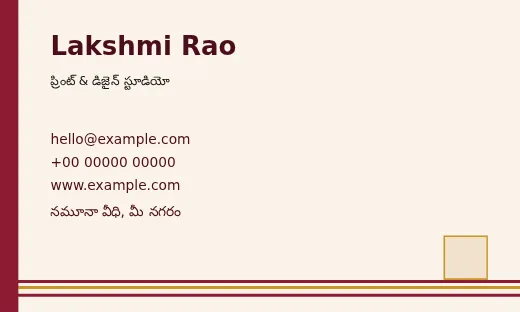 Lakshmi Rao
ప్రింట్ & డిజైన్ స్టూడియో
hello@example.com
+00 00000 00000
www.example.com
నమూనా వీధి, మీ నగరం